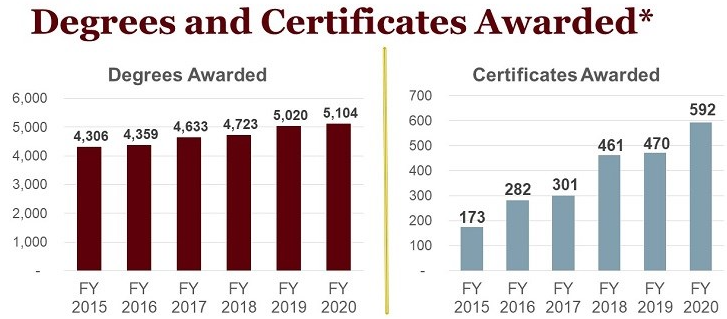 Degrees and Certificates Awarded*
Degrees Awarded
6,000
5,000
4,000
3,000
2,000
1,000
-
4,306
4,359
4,633
4,723
5,020
5,104
FY 2015
FY 2016
FY 2017
FY 2018
FY 2019
FY 2020
Certificates Awarded
700
600
500
400
300
200
100
-
173
282
301
461
470
592
FY 2015
FY 2016
FY 2017
FY 2018
FY 2019
FY 2020